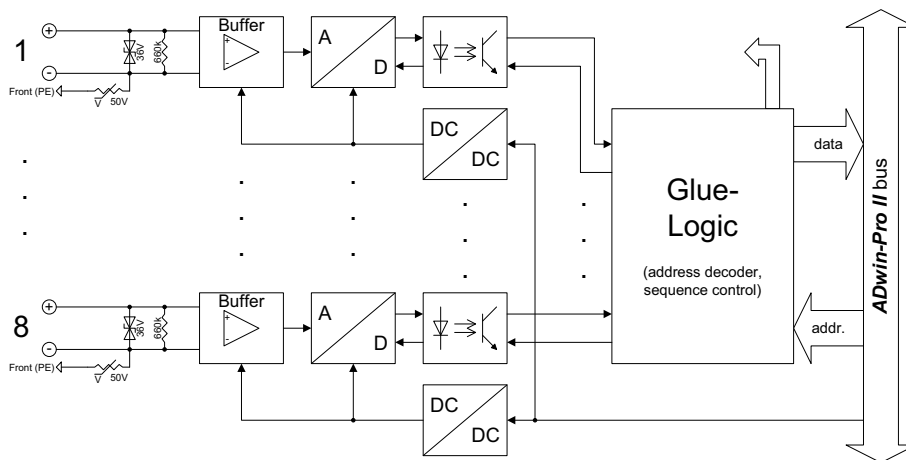 1
+
-
36V
660k
Front (PE)
V
50V
Buffer
+
-
A
D
DC
DC
8
+
-
36V
660k
Front (PE)
V
50V
Buffer
+
-
A
D
DC
DC
Glue-
Logic
(address decoder,
sequence control)
data
addr.
ADwin-Pro II bus